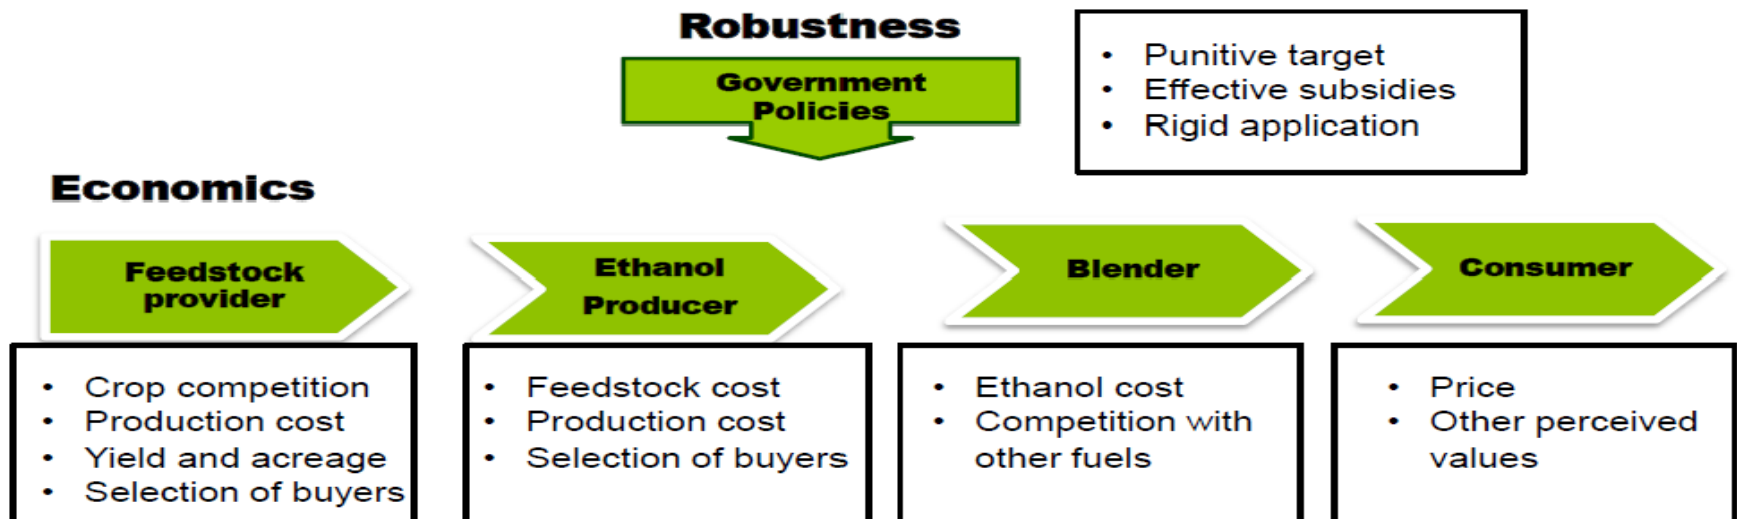 Robustness
Government
Policies
• Punitive target
• Effective subsidies
• Rigid application
Economics
Feedstock
provider
Ethanol
Producer
Blender
Consumer
• Crop competition
• Production cost
• Yield and acreage
• Selection of buyers
• Feedstock cost
• Production cost
• Selection of buyers
• Ethanol cost
• Competition with
other fuels
• Price
• Other perceived
values